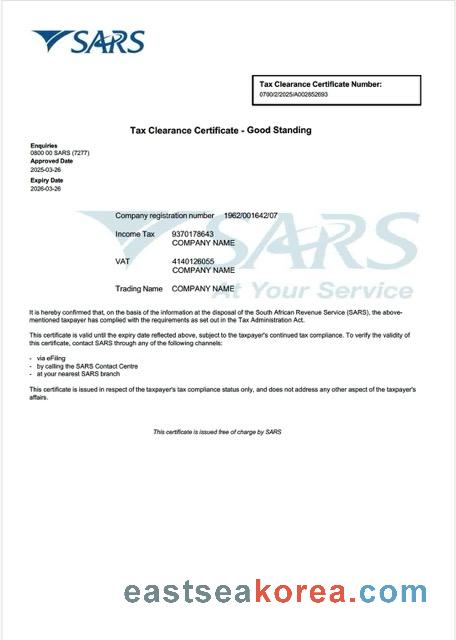 SARS
Tax Clearance Certificate Number:
0700/2/2025/A002852693
Tax Clearance Certificate - Good Standing
Enquiries
0800 00 SARS (7277)
Approved Date
2025-03-26
Expiry Date
2026-03-26
SARS
At Your Service
Company registration number 1962/001642/07
Income Tax 9370178643
COMPANY NAME
VAT 4140126055
COMPANY NAME
Trading Name COMPANY NAME
It is hereby confirmed that, on the basis of the information at the disposal of the South African Revenue Service (SARS), the above-
mentioned taxpayer has complied with the requirements as set out in the Tax Administration Act.
This certificate is valid until the expiry date reflected above, subject to the taxpayer's continued tax compliance. To verify the validity of
this certificate, contact SARS through any of the following channels:
- via eFiling
- by calling the SARS Contact Centre
- at your nearest SARS branch
This certificate is issued in respect of the taxpayer's tax compliance status only, and does not address any other aspect of the taxpayer's
affairs.
This certificate is issued free of charge by SARS
eastseakorea.com